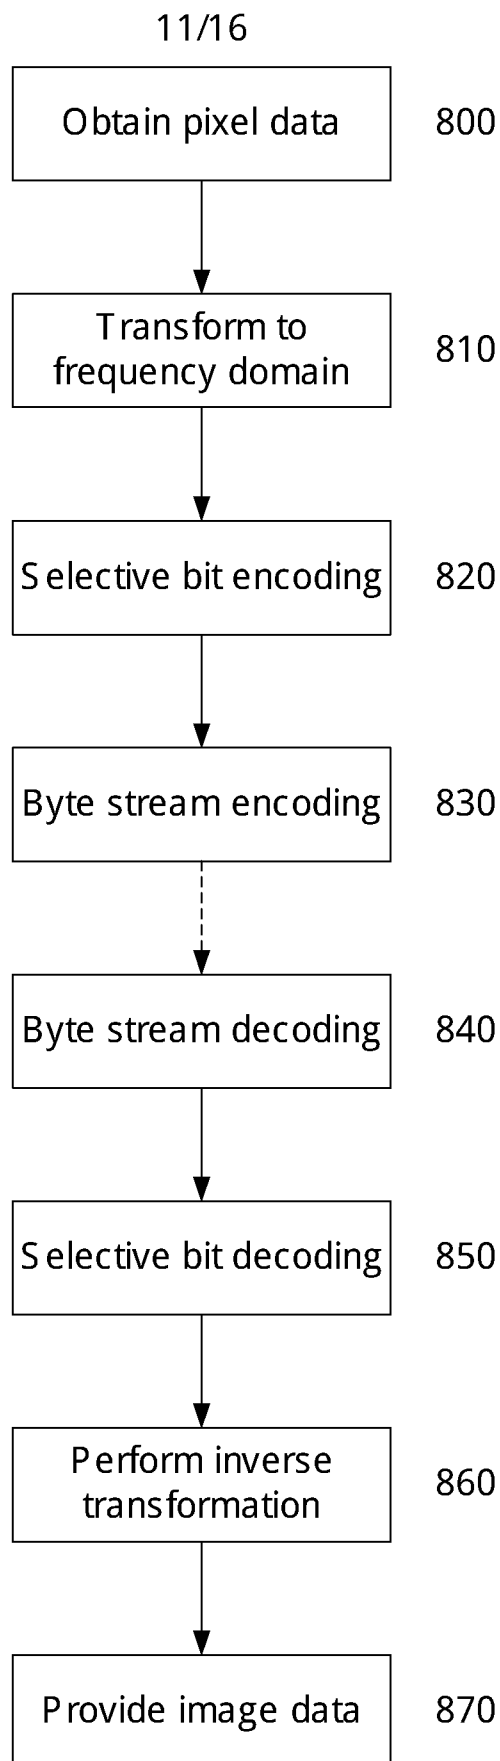 11/16
Obtain pixel data 800
Transform to
frequency domain 810
Selective bit encoding 820
Byte stream encoding 830
Byte stream decoding 840
Selective bit decoding 850
Perform inverse
transformation 860
Provide image data 870